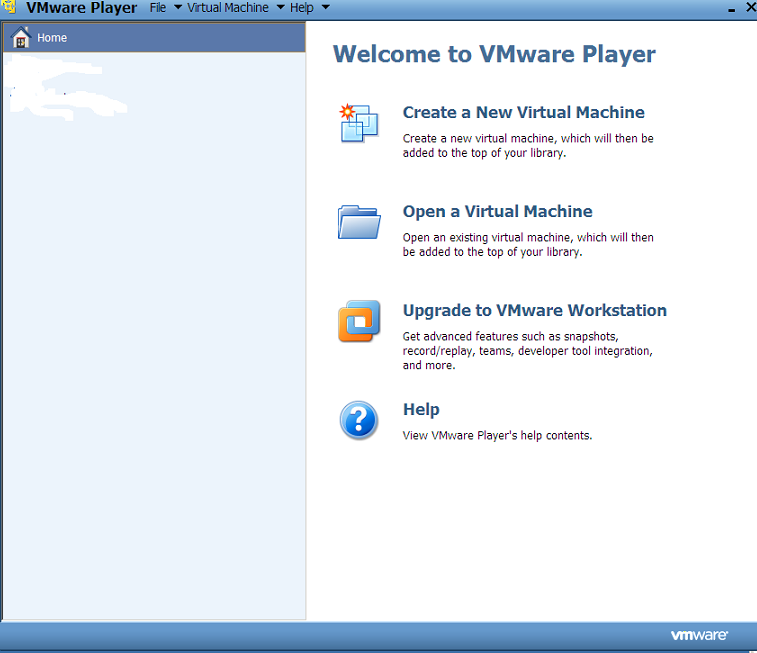 VMware Player File Virtual Machine Help
Home
Welcome to VMware Player
Create a New Virtual Machine
Create a new virtual machine, which will then be
added to the top of your library.
Open a Virtual Machine
Open an existing virtual machine, which will then
be added to the top of your library.
Upgrade to VMware Workstation
Get advanced features such as snapshots,
record/replay, teams, developer tool integration,
and more.
Help
View VMware Player's help contents.
vmware